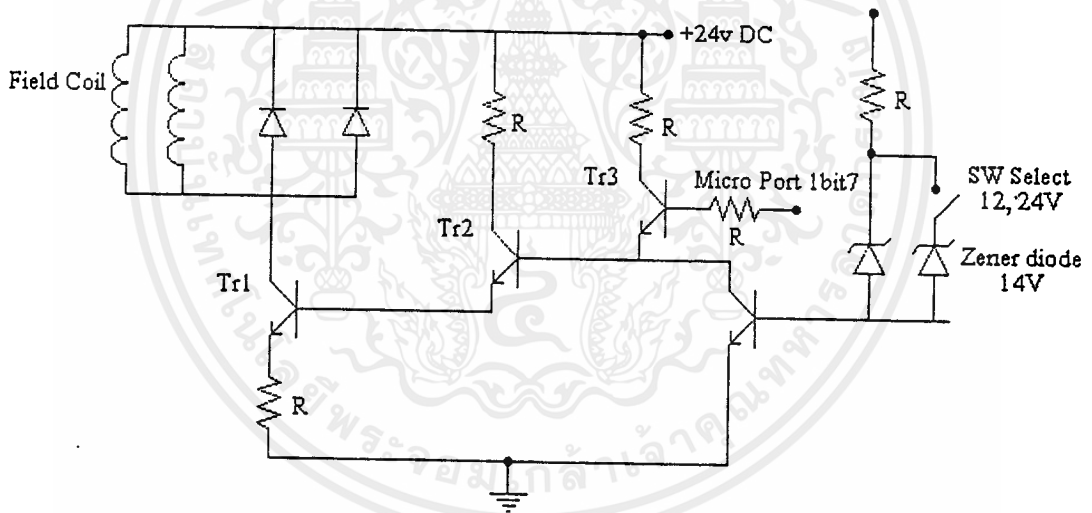 +24v DC
Field Coil
R
R
R
Tr3
Micro Port 1bit7
R
SW Select
12,24V
Tr2
Zener diode
14V
Tr1
R